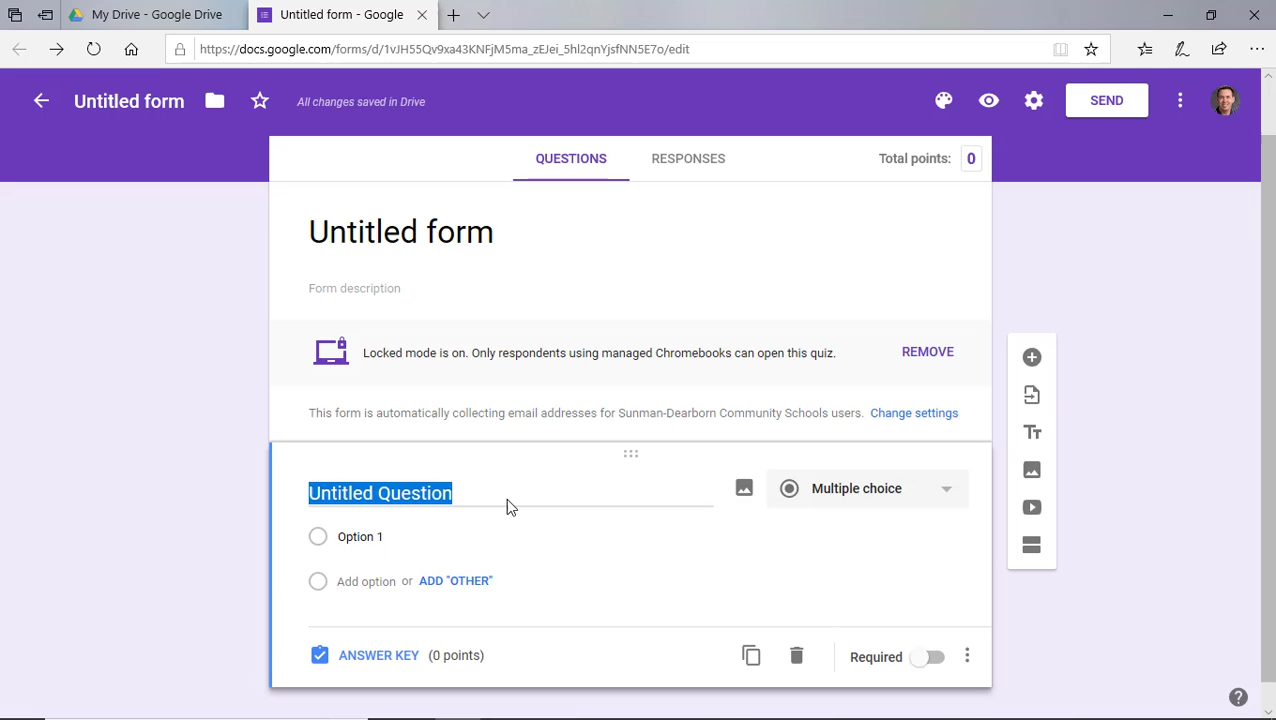 My Drive - Google Drive
Untitled form - Google
https://docs.google.com/forms/d/1vJH55Qv9xa43KNFjM5ma_zEJei_5hl2qnYjsfNN5E7o/edit
Untitled form
All changes saved in Drive
SEND
QUESTIONS
RESPONSES
Total points: 0
Untitled form
Form description
Locked mode is on. Only respondents using managed Chromebooks can open this quiz.
REMOVE
This form is automatically collecting email addresses for Sunman-Dearborn Community Schools users. Change settings
Untitled Question
Multiple choice
Option 1
Add option or ADD "OTHER"
ANSWER KEY (0 points)
Required
Tт